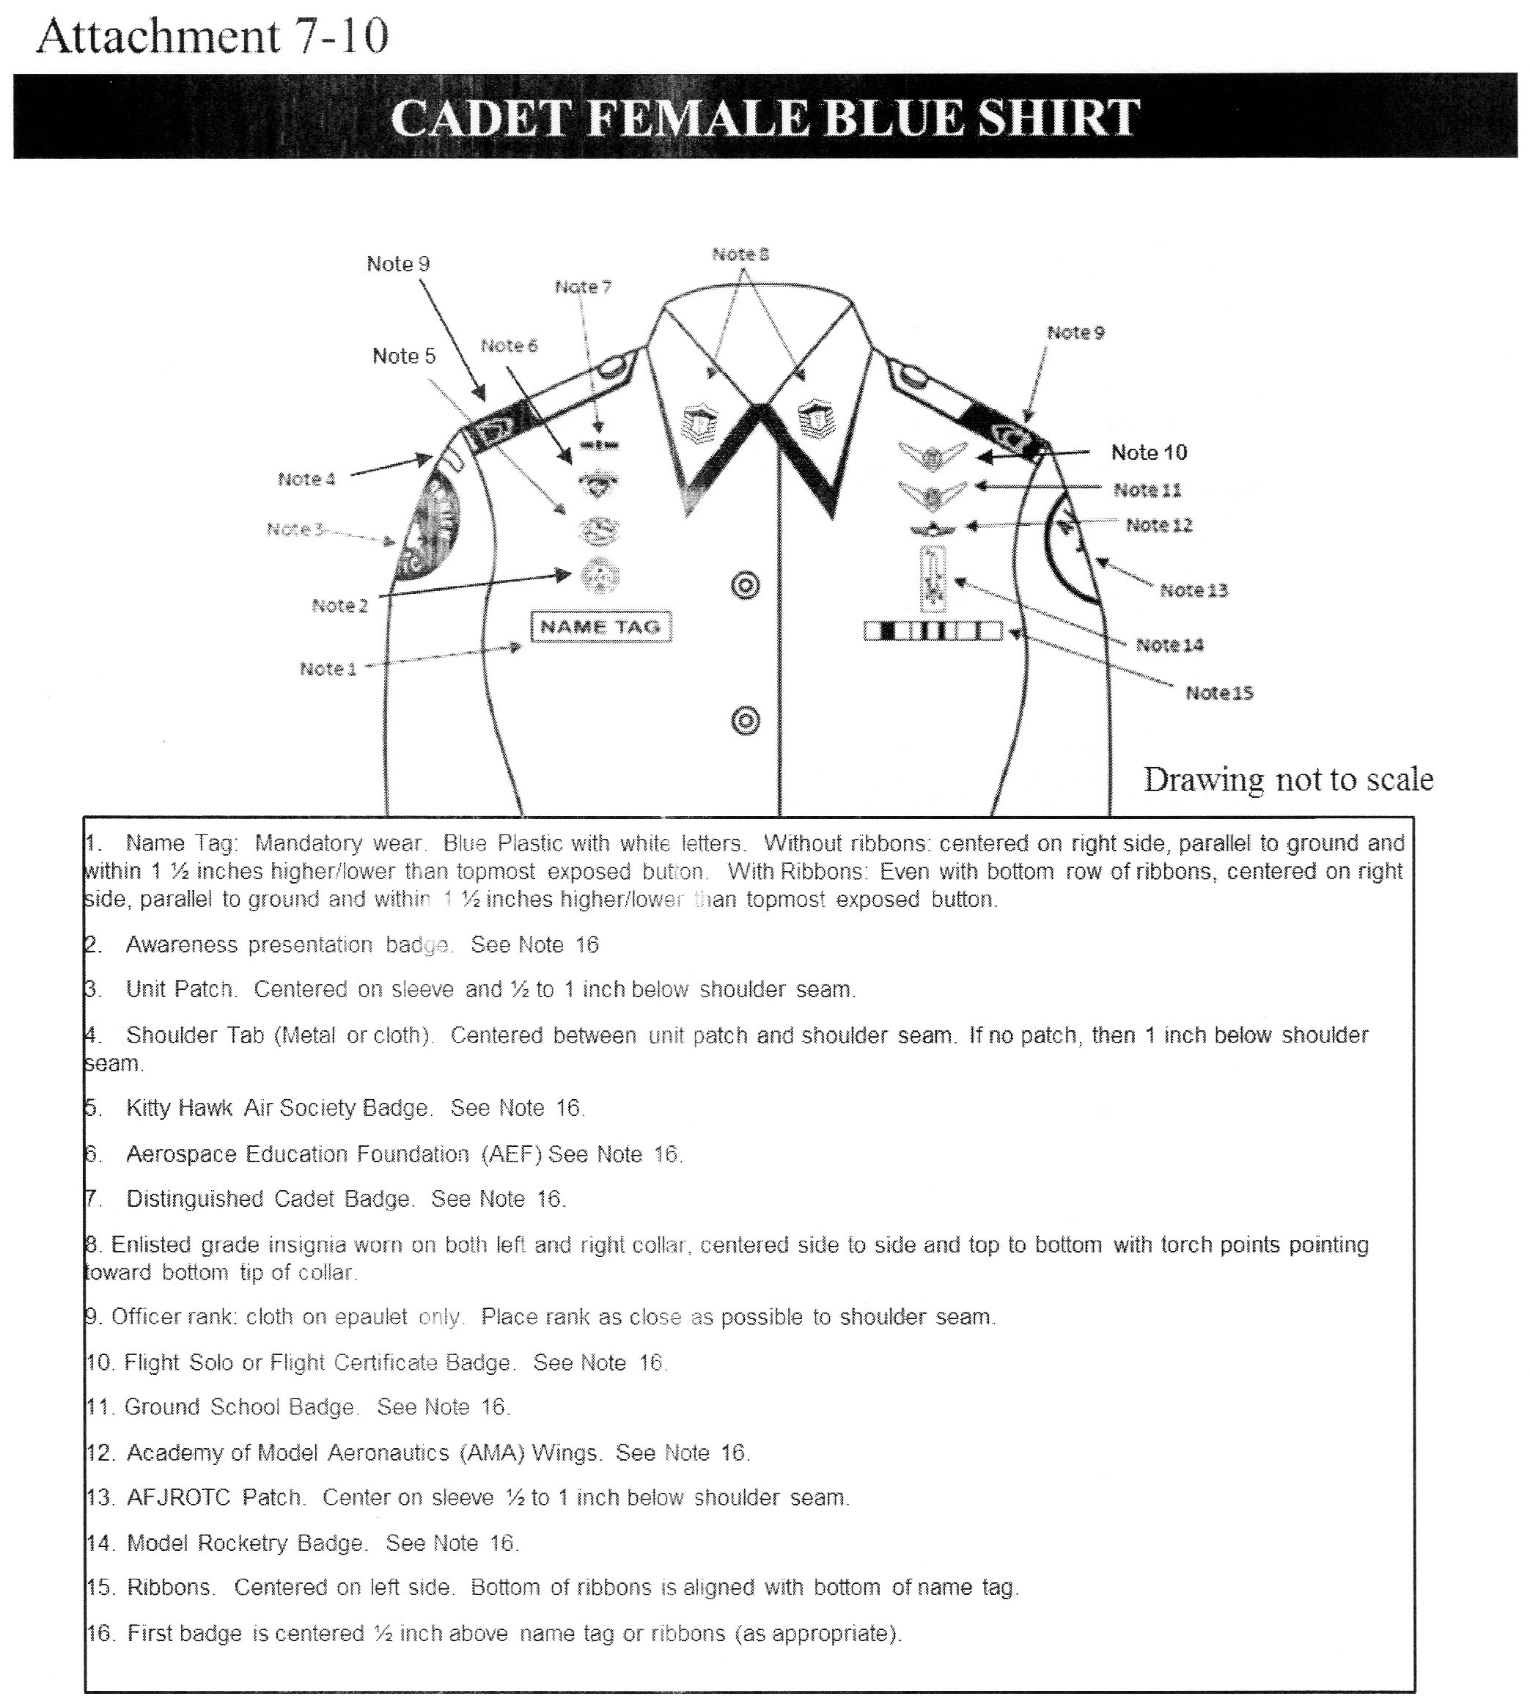 Attachment 7-10
CADET FEMALE BLUE SHIRT
Note 8
Note 9
Note 7
Note 9
Note 6
Note 5
Note 10
Note 4
Note 11
Note 12
Note 3
Note 13
Note 2
NAME TAG
Note 14
Note 1
Note 15
Drawing not to scale
1. Name Tag: Mandatory wear. Blue Plastic with white letters. Without ribbons: centered on right side, parallel to ground and
within 1 ½ inches higher/lower than topmost exposed button. With Ribbons: Even with bottom row of ribbons, centered on right
side, parallel to ground and within 1 ½ inches higher/lower than topmost exposed button.
2. Awareness presentation badge. See Note 16
3. Unit Patch. Centered on sleeve and ½ to 1 inch below shoulder seam.
4. Shoulder Tab (Metal or cloth). Centered between unit patch and shoulder seam. If no patch, then 1 inch below shoulder
seam.
5. Kitty Hawk Air Society Badge. See Note 16.
6. Aerospace Education Foundation (AEF) See Note 16.
7. Distinguished Cadet Badge. See Note 16.
8. Enlisted grade insignia worn on both left and right collar, centered side to side and top to bottom with torch points pointing
toward bottom tip of collar.
9. Officer rank: cloth on epaulet only. Place rank as close as possible to shoulder seam.
10. Flight Solo or Flight Certificate Badge. See Note 16.
11. Ground School Badge. See Note 16.
12. Academy of Model Aeronautics (AMA) Wings. See Note 16.
13. AFJROTC Patch. Center on sleeve ½ to 1 inch below shoulder seam.
14. Model Rocketry Badge. See Note 16.
15. Ribbons. Centered on left side. Bottom of ribbons is aligned with bottom of name tag.
16. First badge is centered ½ inch above name tag or ribbons (as appropriate).